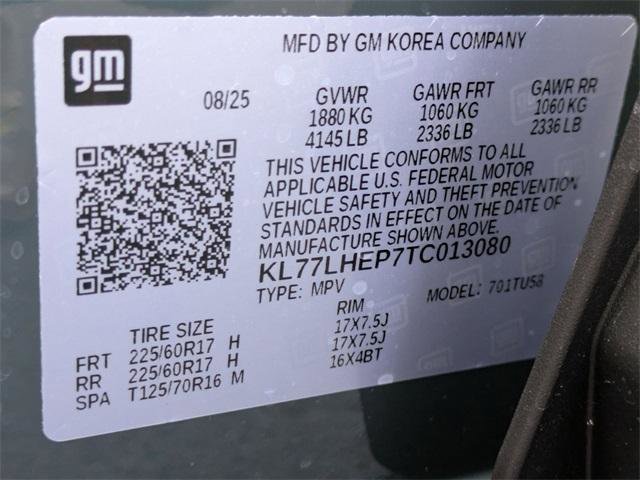 gm
MFD BY GM KOREA COMPANY
08/25 GVWR GAWR FRT GAWR RR
1880 KG 1060 KG 1060 KG
4145 LB 2336 LB 2336 LB
THIS VEHICLE CONFORMS TO ALL
APPLICABLE U.S. FEDERAL MOTOR
VEHICLE SAFETY AND THEFT PREVENTION
STANDARDS IN EFFECT ON THE DATE OF
MANUFACTURE SHOWN ABOVE.
KL77LHEP7TC013080
TYPE: MPV MODEL: 701TU58
TIRE SIZE RIM
FRT 225/60R17 H 17X7.5J
RR 225/60R17 H 17X7.5J
SPA T125/70R16 M 16X4BT